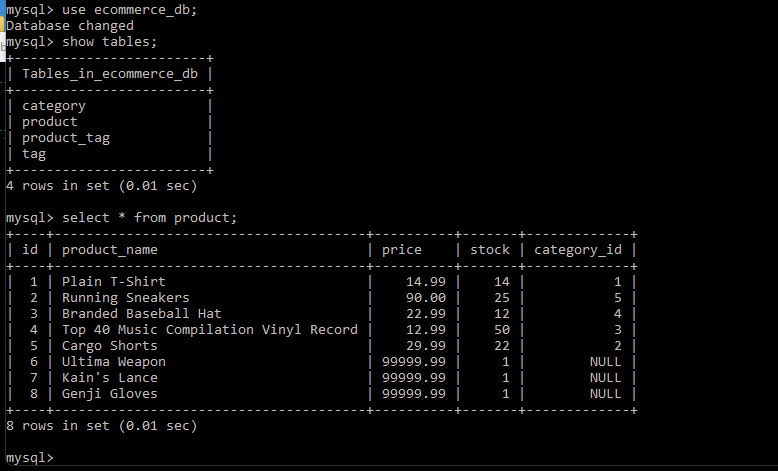 mysql> use ecommerce_db;
Database changed
mysql> show tables;
+------------------------+
| Tables_in_ecommerce_db |
+------------------------+
| category               |
| product                |
| product_tag            |
| tag                    |
+------------------------+
4 rows in set (0.01 sec)

mysql> select * from product;
+----+---------------------------------------+----------+-------+-------------+
| id | product_name                          | price    | stock | category_id |
+----+---------------------------------------+----------+-------+-------------+
|  1 | Plain T-Shirt                         |    14.99 |    14 |           1 |
|  2 | Running Sneakers                      |    90.00 |    25 |           5 |
|  3 | Branded Baseball Hat                  |    22.99 |    12 |           4 |
|  4 | Top 40 Music Compilation Vinyl Record |    12.99 |    50 |           3 |
|  5 | Cargo Shorts                          |    29.99 |    22 |           2 |
|  6 | Ultima Weapon                         | 99999.99 |     1 |        NULL |
|  7 | Kain's Lance                          | 99999.99 |     1 |        NULL |
|  8 | Genji Gloves                          | 99999.99 |     1 |        NULL |
+----+---------------------------------------+----------+-------+-------------+
8 rows in set (0.01 sec)

mysql>